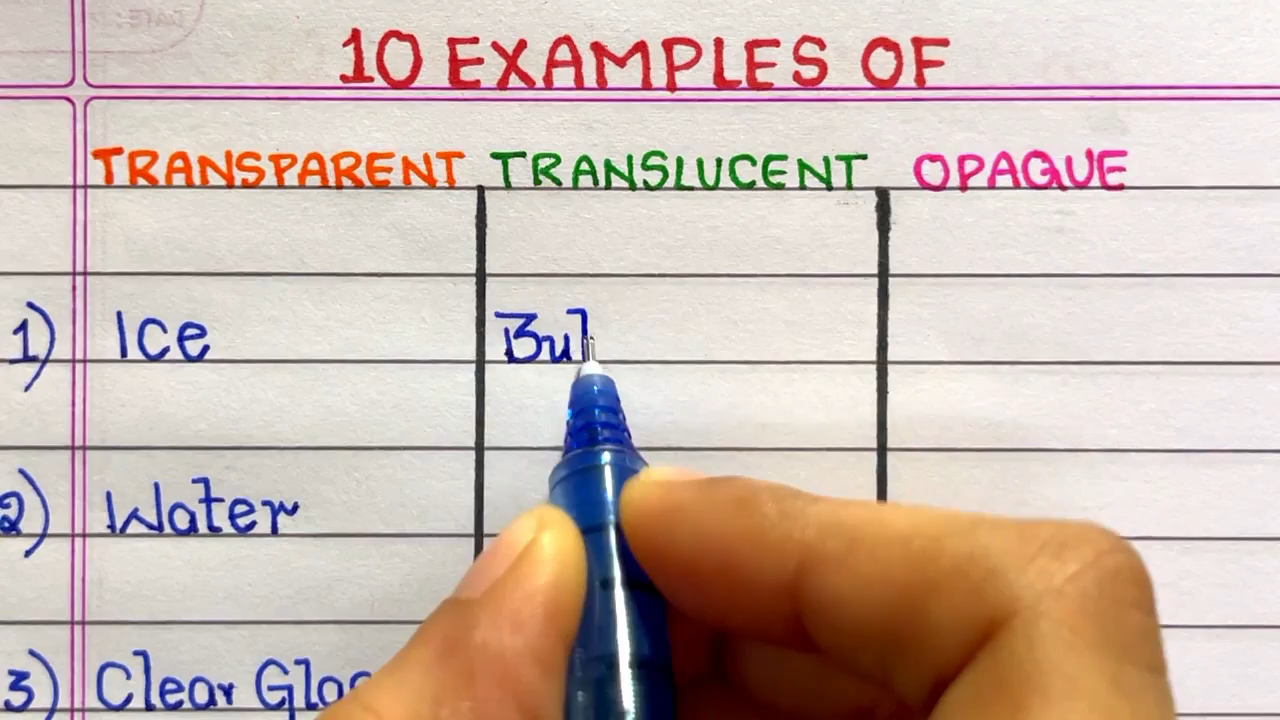 10 EXAMPLES OF
TRANSPARENT TRANSLUCENT OPAQUE
1) Ice
2) Water
3) Clear